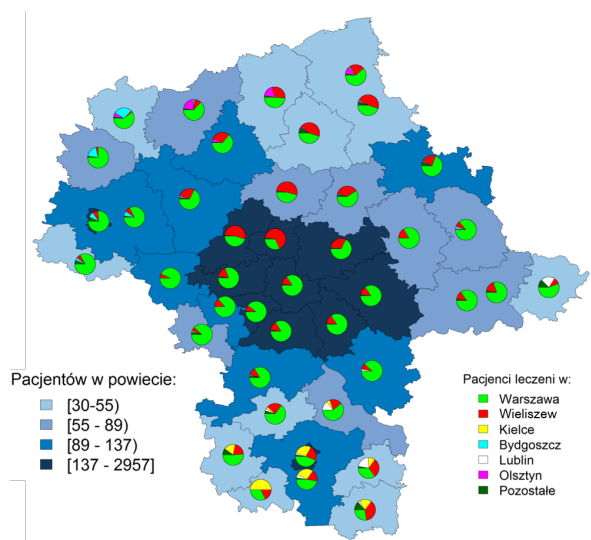 Pacjentów w powiecie:
[30-55)
[55 - 89)
[89 - 137)
[137 - 2957]
Pacjenci leczeni w:
Warszawa
Wieliszew
Kielce
Bydgoszcz
Lublin
Olsztyn
Pozostałe